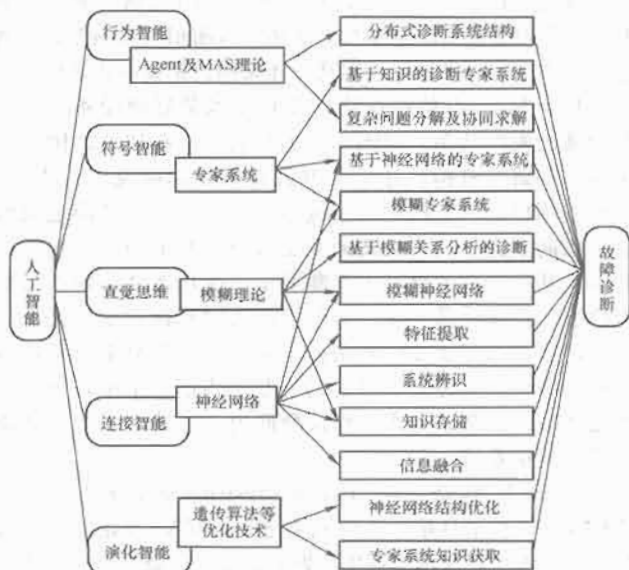 人工智能
行为智能
Agent及MAS理论
符号智能
专家系统
直觉思维
模糊理论
连接智能
神经网络
演化智能
遗传算法等
优化技术
分布式诊断系统结构
基于知识的诊断专家系统
复杂问题分解及协同求解
基于神经网络的专家系统
模糊专家系统
基于模糊关系分析的诊断
模糊神经网络
特征提取
系统辨识
知识存储
信息融合
神经网络结构优化
专家系统知识获取
故障诊断